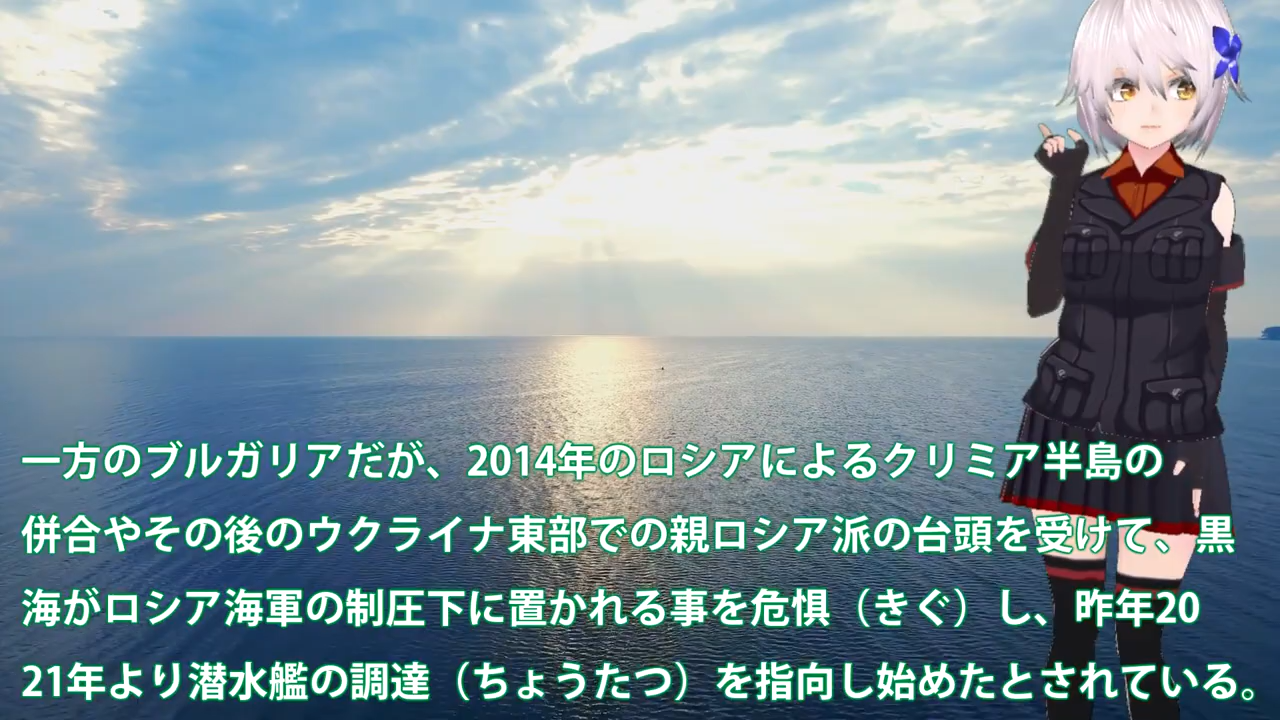 一方のブルガリアだが、2014年のロシアによるクリミア半島の
併合やその後のウクライナ東部での親ロシア派の台頭を受けて、黒
海がロシア海軍の制圧下に置かれる事を危惧（きぐ）し、昨年20
21年より潜水艦の調達（ちょうたつ）を指向し始めたとされている。